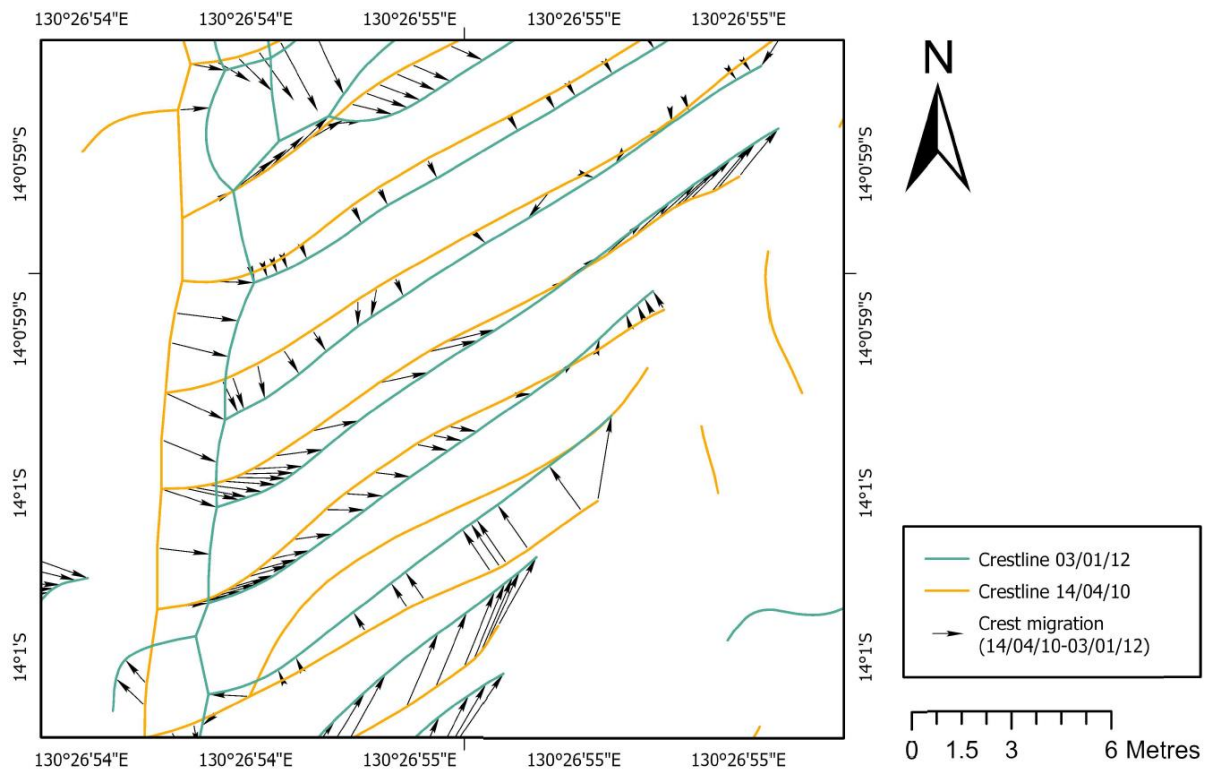 130°26'54"E 130°26'54"E 130°26'55"E 130°26'55"E 130°26'55"E
N
14°0'59"S 14°0'59"S
14°0'59"S 14°0'59"S
14°1'S 14°1'S
14°1'S 14°1'S
Crestline 03/01/12
Crestline 14/04/10
Crest migration
(14/04/10-03/01/12)
130°26'54"E 130°26'54"E 130°26'55"E 130°26'55"E 130°26'55"E
0 1.5 3 6 Metres